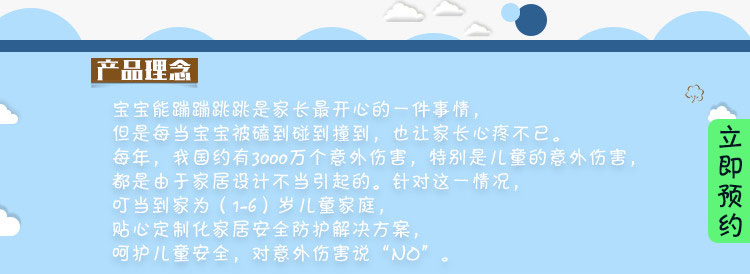 产品理念
宝宝能蹦蹦跳跳是家长最开心的一件事情，
但是每当宝宝被磕到碰到撞到，也让家长心疼不已。
每年，我国约有3000万个意外伤害，特别是儿童的意外伤害，
都是由于家居设计不当引起的。针对这一情况，
叮当到家为（1-6）岁儿童家庭，
贴心定制化家居安全防护解决方案，
呵护儿童安全，对意外伤害说“NO”。
立即预约